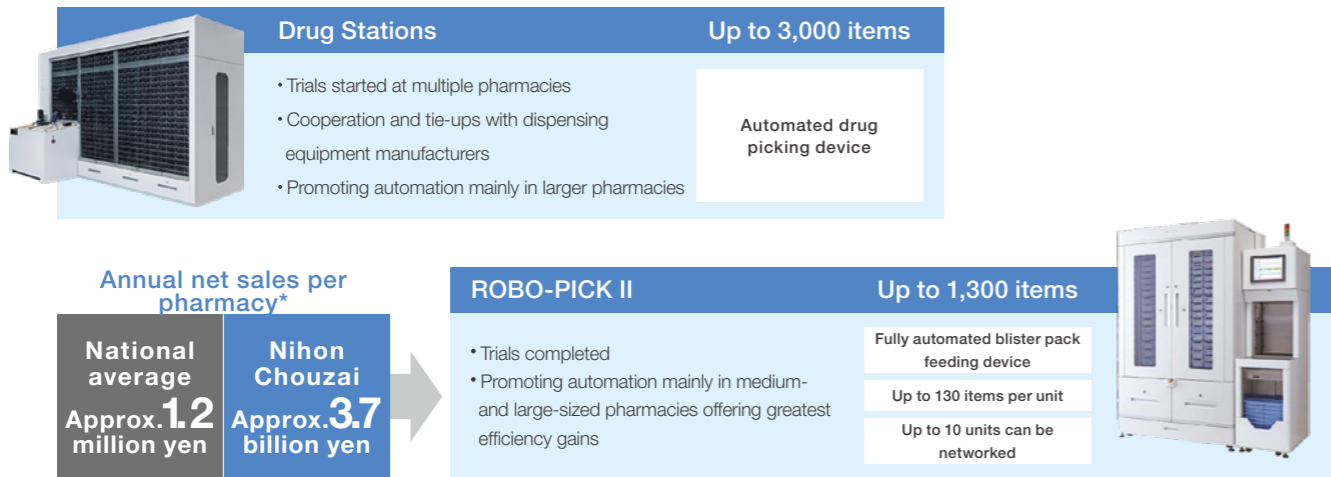 Drug Stations
Up to 3,000 items
• Trials started at multiple pharmacies
• Cooperation and tie-ups with dispensing
equipment manufacturers
• Promoting automation mainly in larger pharmacies
Automated drug
picking device
Annual net sales per
pharmacy*
National
average
Approx.1.2
million yen
Nihon
Chouzai
Approx.3.7
billion yen
ROBO-PICK II
Up to 1,300 items
• Trials completed
• Promoting automation mainly in medium-
and large-sized pharmacies offering greatest
efficiency gains
Fully automated blister pack
feeding device
Up to 130 items per unit
Up to 10 units can be
networked